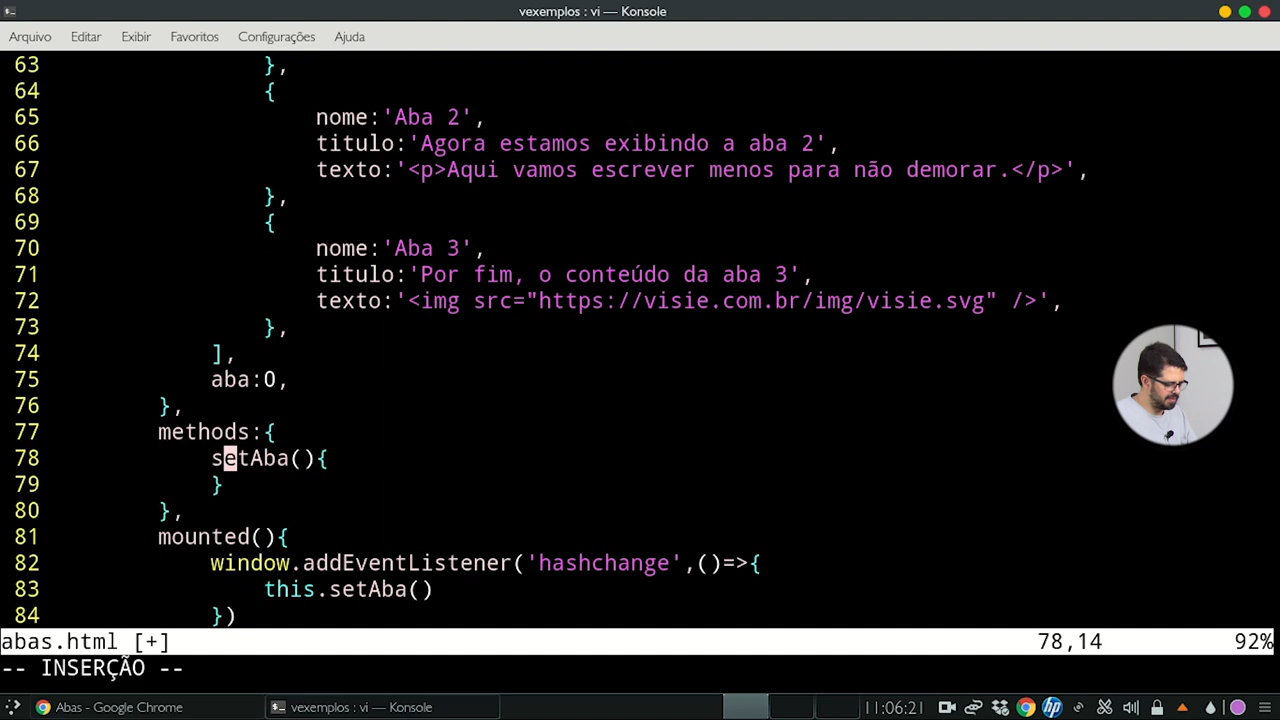 vexemplos : vi — Konsole
Arquivo Editar Exibir Favoritos Configurações Ajuda
63 },
64 {
65 nome:'Aba 2',
66 titulo:'Agora estamos exibindo a aba 2',
67 texto:'<p>Aqui vamos escrever menos para não demorar.</p>',
68 },
69 {
70 nome:'Aba 3',
71 titulo:'Por fim, o conteúdo da aba 3',
72 texto:'<img src="https://visie.com.br/img/visie.svg" />',
73 },
74 ],
75 aba:0,
76 },
77 methods:{
78 setAba(){
79 }
80 },
81 mounted(){
82 window.addEventListener('hashchange',()=>{
83 this.setAba()
84 })
abas.html [+] 78,14 92%
-- INSERÇÃO --
Abas - Google Chrome vexemplos : vi — Konsole 11:06:21